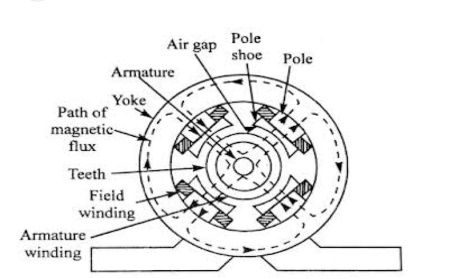 Air gap
Pole
shoe
Pole
Armature
Yoke
Path of
magnetic
flux
Teeth
Field
winding
Armature
winding